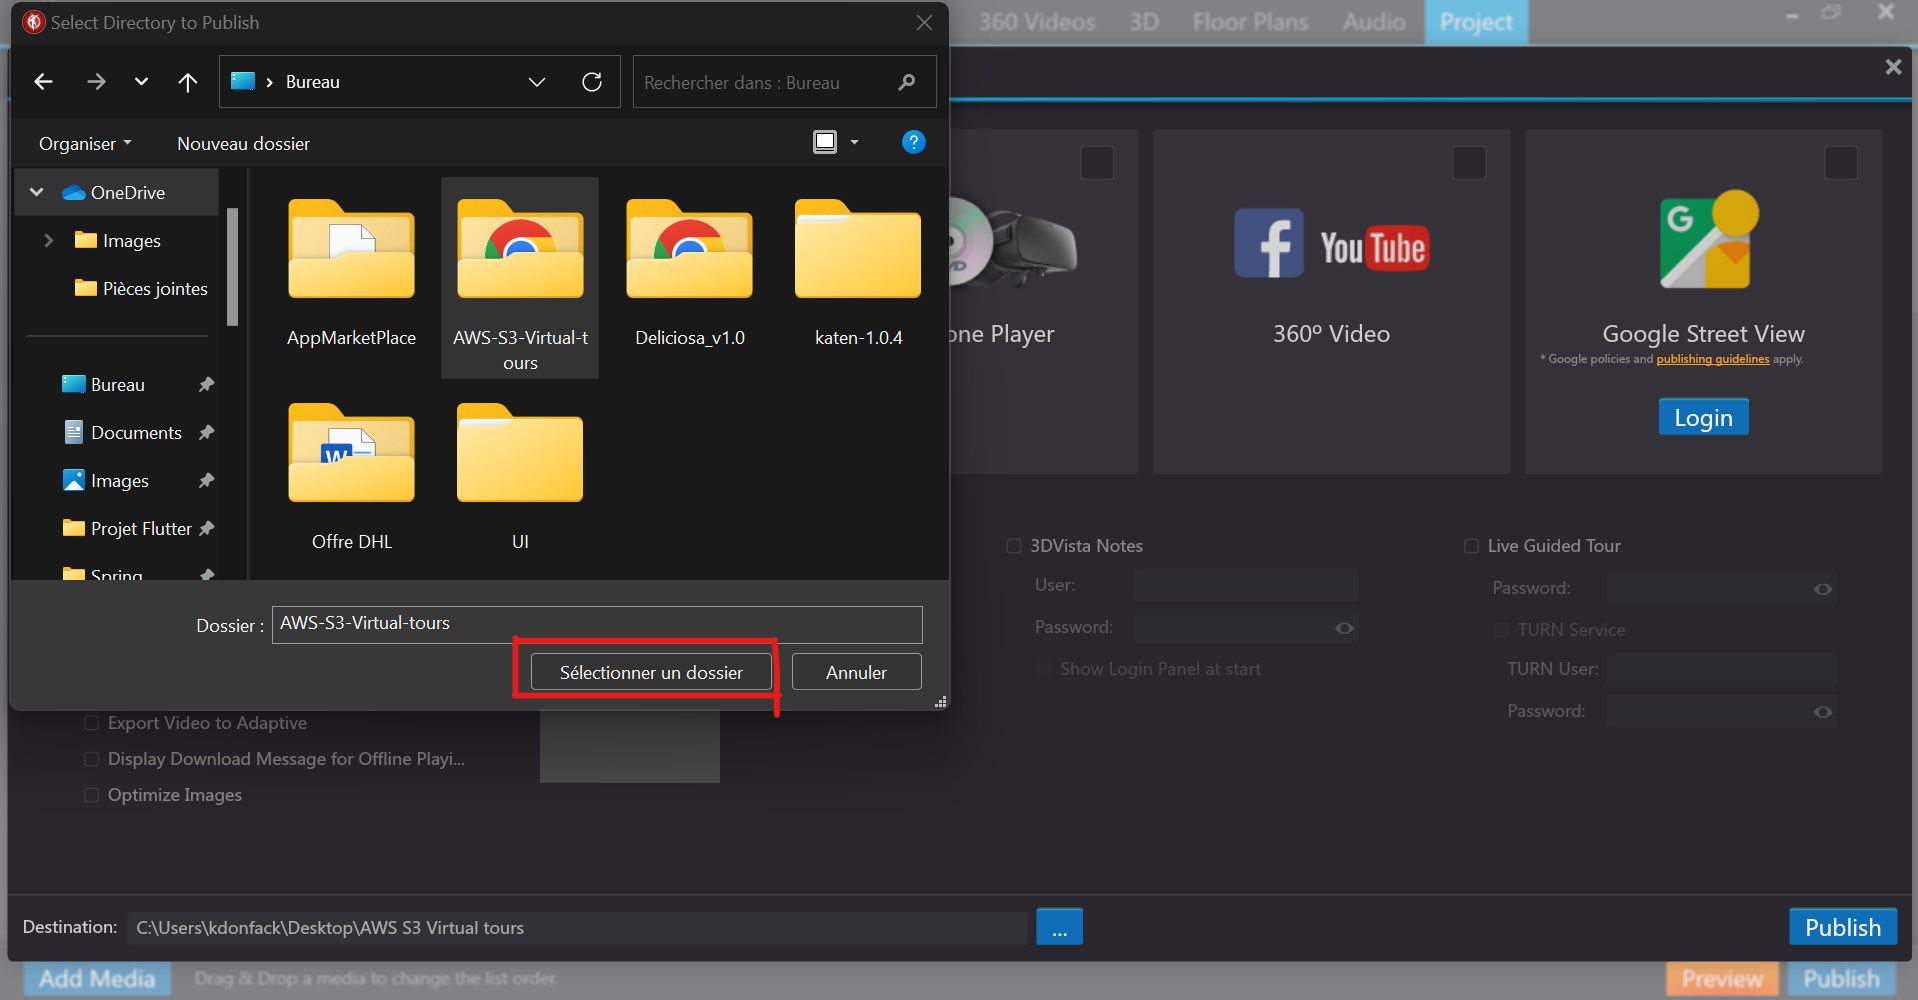 Select Directory to Publish
360 Videos
3D
Floor Plans
Audio
Project
Bureau
Rechercher dans : Bureau
Organiser
Nouveau dossier
?
OneDrive
Images
Pièces jointes
Bureau
Documents
Images
Projet Flutter
Spring
AppMarketPlace
AWS-S3-Virtual-t
ours
Deliciosa_v1.0
katen-1.0.4
W
Offre DHL
UI
Dossier :
AWS-S3-Virtual-tours
Sélectionner un dossier
Annuler
one Player
f
YouTube
360º Video
G
Google Street View
* Google policies and publishing guidelines apply.
Login
3DVista Notes
User:
Password:
Show Login Panel at start
Live Guided Tour
Password:
TURN Service
TURN User:
Password:
Export Video to Adaptive
Display Download Message for Offline Playi...
Optimize Images
Destination:
C:\Users\kdonfack\Desktop\AWS S3 Virtual tours
...
Publish
Add Media
Drag & Drop a media to change the list order.
Preview
Publish